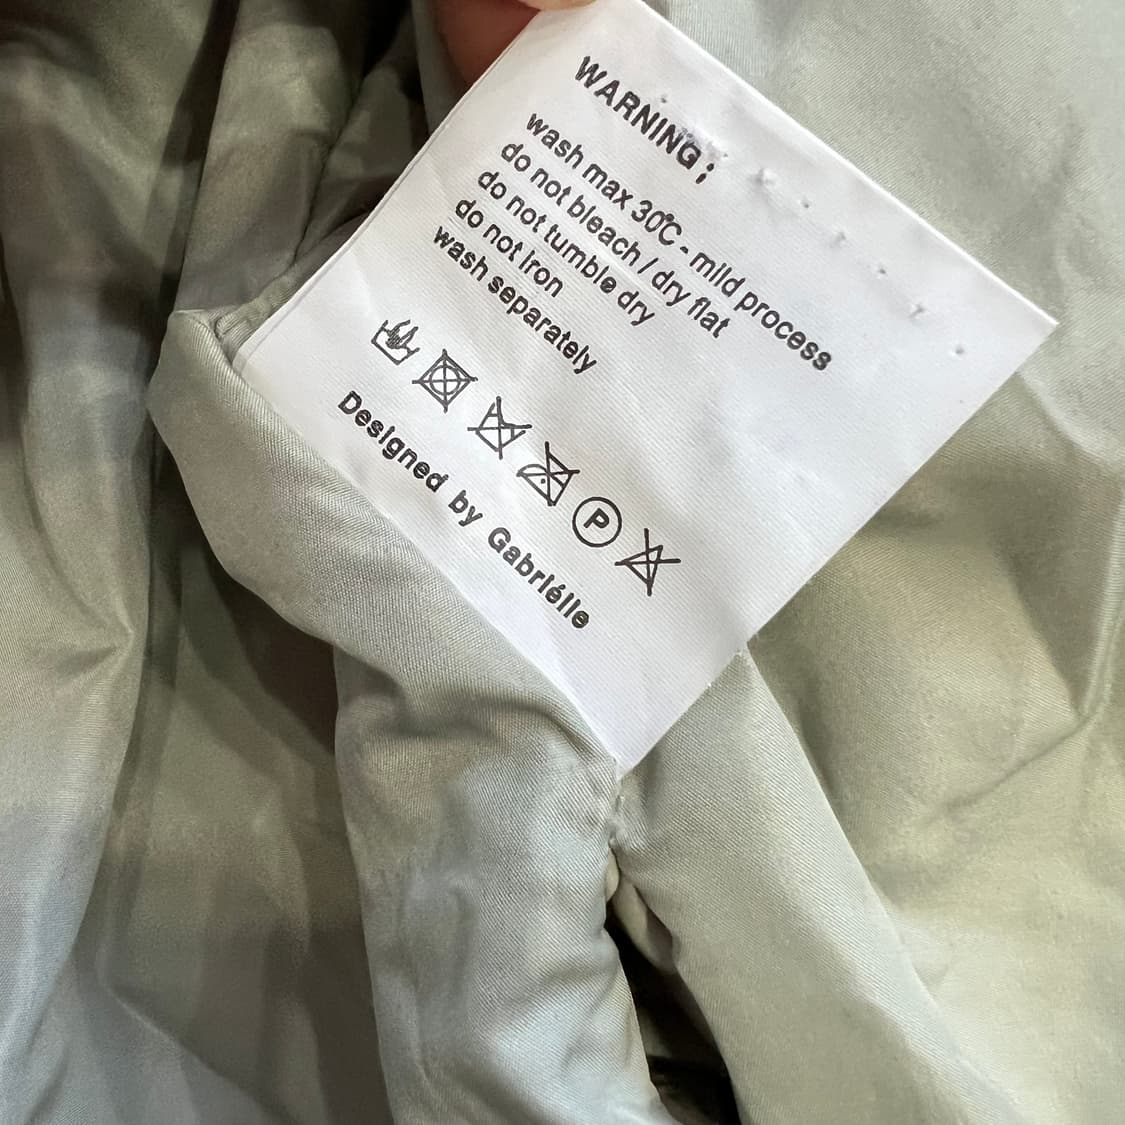 WARNING :
wash max 30°C - mild process
do not bleach / dry flat
do not tumble dry
do not iron
wash separately
P
Designed by Gabriélle